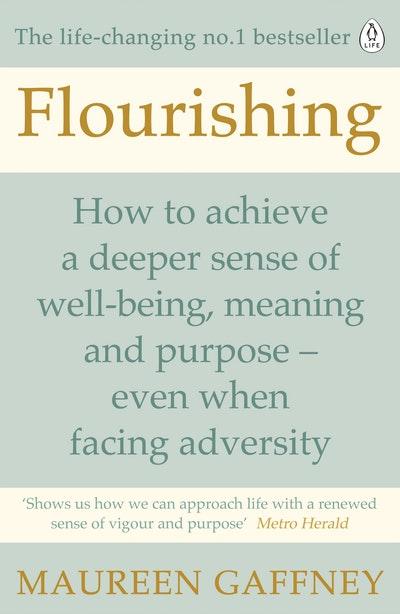 The life-changing no.1 bestseller
LIFE
Flourishing
How to achieve
a deeper sense of
well-being, meaning
and purpose –
even when
facing adversity
‘Shows us how we can approach life with a renewed
sense of vigour and purpose’ Metro Herald
MAUREEN GAFFNEY